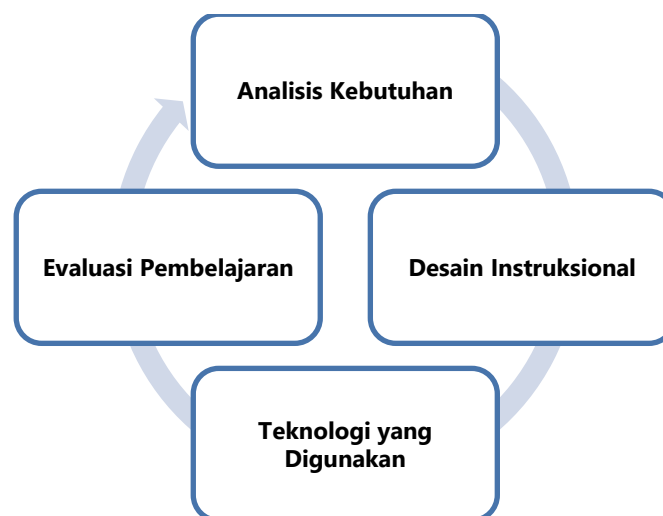 Analisis Kebutuhan
Evaluasi Pembelajaran
Desain Instruksional
Teknologi yang
Digunakan